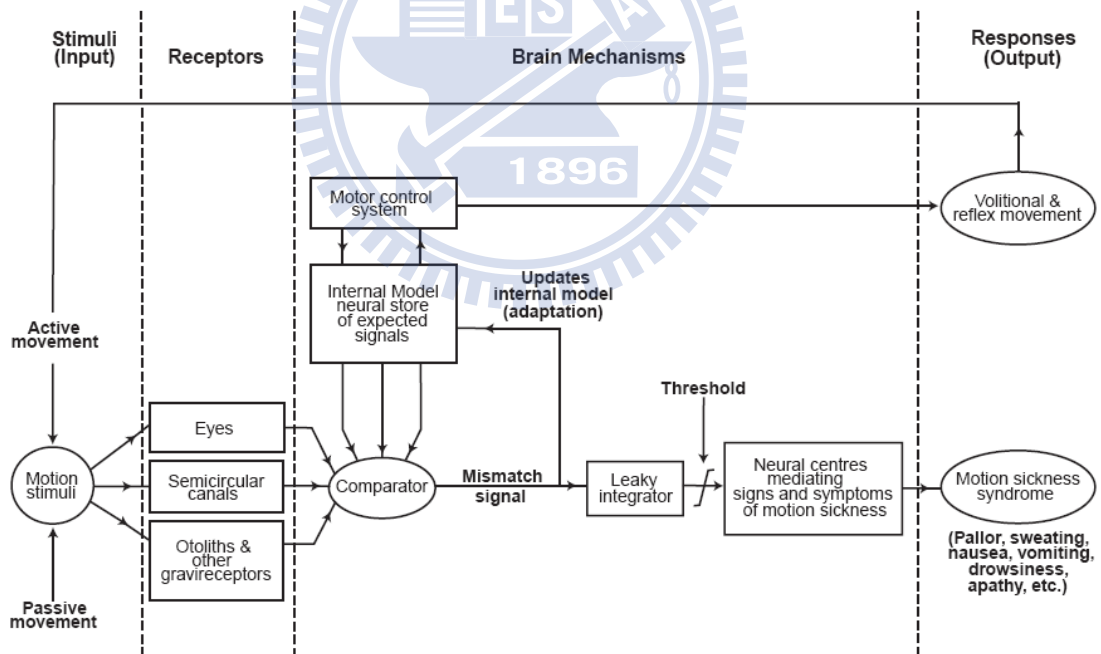 Stimuli
(Input)
Receptors
Brain Mechanisms
Responses
(Output)
E S A
1896
Motor control
system
Volitional &
reflex movement
Internal Model
neural store
of expected
signals
Updates
internal model
(adaptation)
Active
movement
Threshold
Eyes
Motion
stimuli
Semicircular
canals
Comparator
Mismatch
signal
Leaky
integrator
Neural centres
mediating
signs and symptoms
of motion sickness
Motion sickness
syndrome
Otoliths &
other
gravireceptors
(Pallor, sweating,
nausea, vomiting,
drowsiness,
apathy, etc.)
Passive
movement